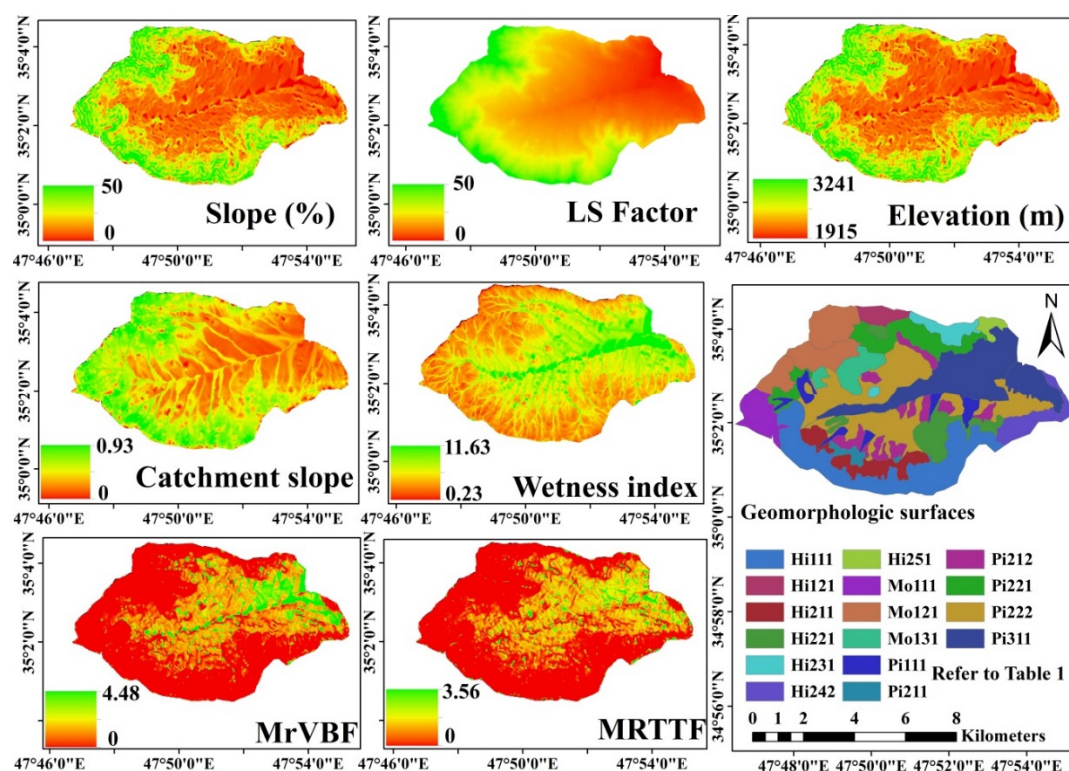 35°4'0"N
35°2'0"N
35°0'0"N
50
0
Slope (%)
47°46'0"E
47°50'0"E
47°54'0"E
35°4'0"N
35°2'0"N
35°0'0"N
50
0
LS Factor
47°46'0"E
47°50'0"E
47°54'0"E
35°4'0"N
35°2'0"N
35°0'0"N
3241
1915
Elevation (m)
47°46'0"E
47°50'0"E
47°54'0"E
35°4'0"N
35°2'0"N
35°0'0"N
0.93
0
Catchment slope
47°46'0"E
47°50'0"E
47°54'0"E
35°4'0"N
35°2'0"N
35°0'0"N
11.63
0.23
Wetness index
47°46'0"E
47°50'0"E
47°54'0"E
35°4'0"N
35°2'0"N
4.48
0
MrVBF
47°46'0"E
47°50'0"E
47°54'0"E
35°4'0"N
35°2'0"N
3.56
0
MRTTF
47°46'0"E
47°50'0"E
47°54'0"E
N
35°4'0"N
35°2'0"N
35°0'0"N
34°58'0"N
34°56'0"N
Geomorphologic surfaces
Hi111
Hi121
Hi211
Hi221
Hi231
Hi242
Hi251
Mo111
Mo121
Mo131
Pi111
Pi211
Pi212
Pi221
Pi222
Pi311
Refer to Table 1
0 1 2 4 6 8
Kilometers
47°48'0"E
47°50'0"E
47°52'0"E
47°54'0"E